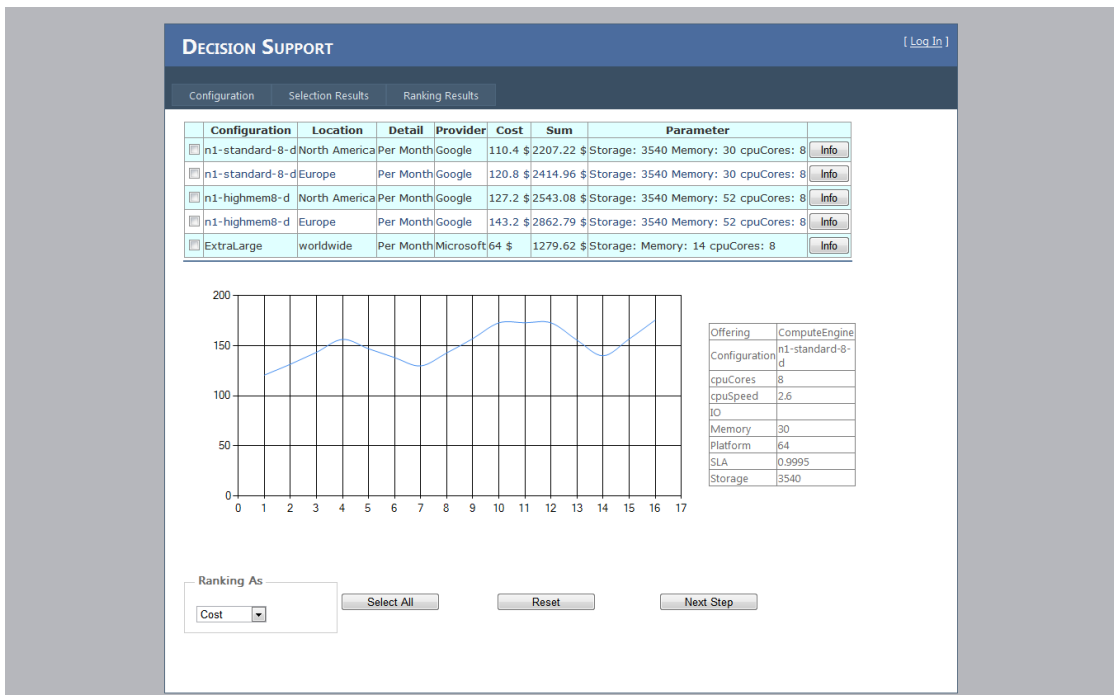 DECISION SUPPORT
[ Log In ]
Configuration Selection Results Ranking Results
Configuration Location Detail Provider Cost Sum Parameter
n1-standard-8-d North America Per Month Google 110.4 $ 2207.22 $ Storage: 3540 Memory: 30 cpuCores: 8 Info
n1-standard-8-d Europe Per Month Google 120.8 $ 2414.96 $ Storage: 3540 Memory: 30 cpuCores: 8 Info
n1-highmem8-d North America Per Month Google 127.2 $ 2543.08 $ Storage: 3540 Memory: 52 cpuCores: 8 Info
n1-highmem8-d Europe Per Month Google 143.2 $ 2862.79 $ Storage: 3540 Memory: 52 cpuCores: 8 Info
ExtraLarge worldwide Per Month Microsoft 64 $ 1279.62 $ Storage: Memory: 14 cpuCores: 8 Info
200
150
100
50
0
0 1 2 3 4 5 6 7 8 9 10 11 12 13 14 15 16 17
Offering ComputeEngine
Configuration n1-standard-8-
d
cpuCores 8
cpuSpeed 2.6
IO
Memory 30
Platform 64
SLA 0.9995
Storage 3540
Ranking As
Cost
Select All Reset Next Step